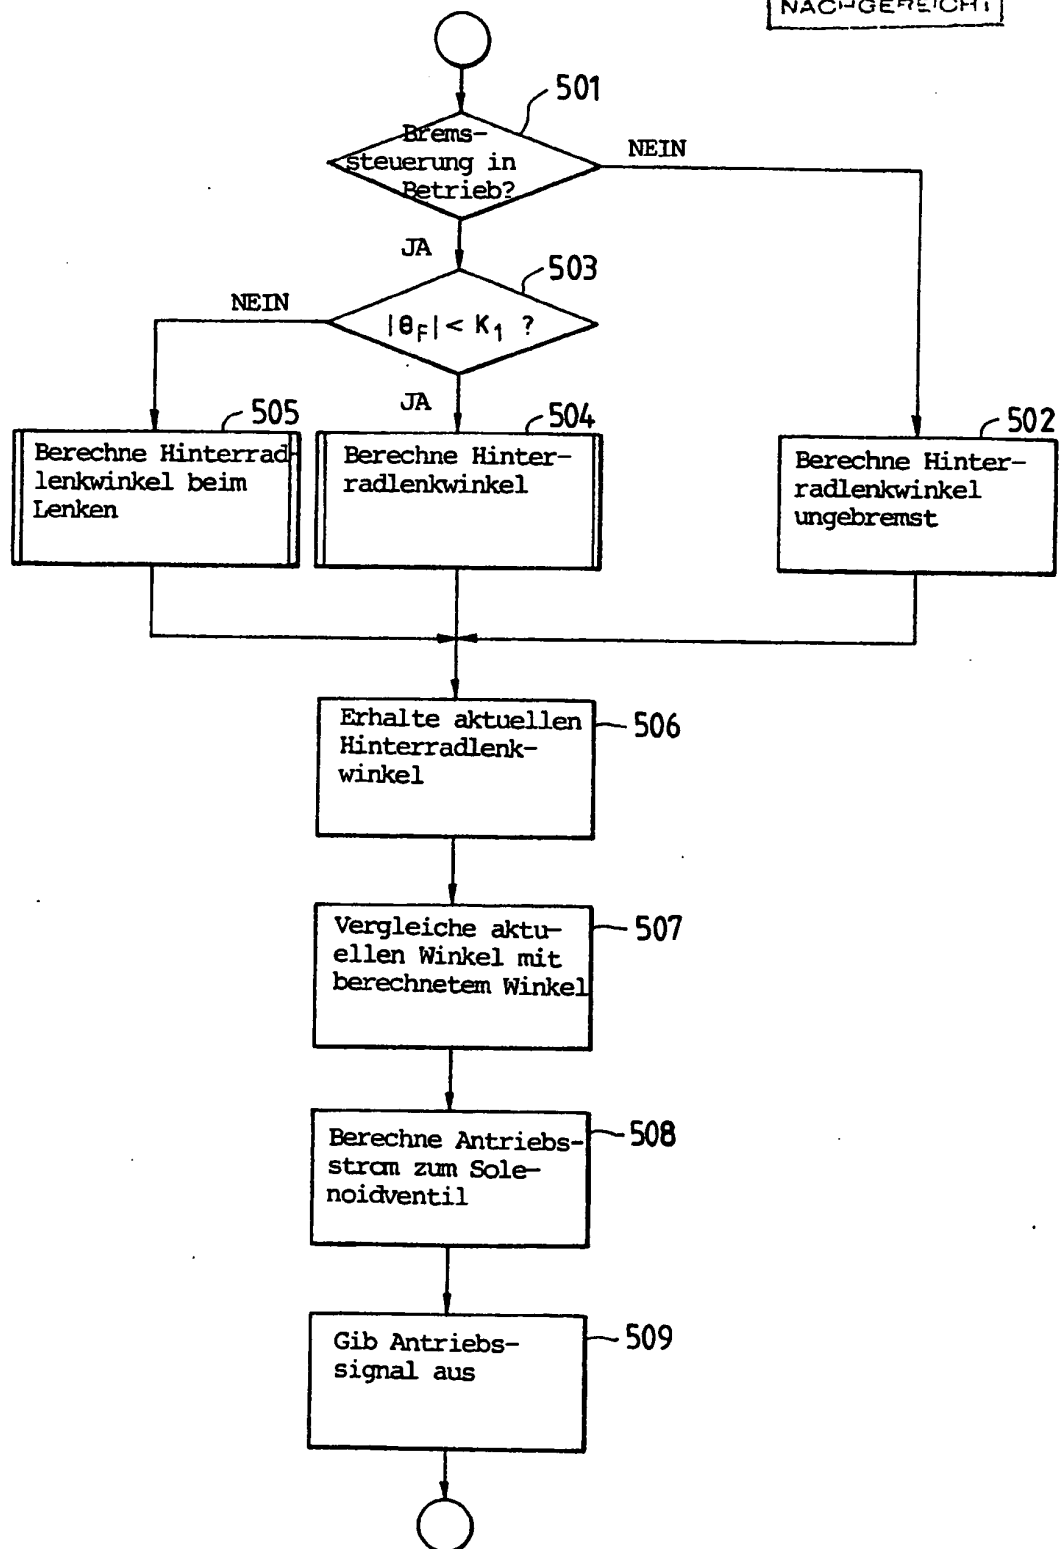 NACHGEREICHT
501
Brems-
steuerung in
Betrieb?
NEIN
JA
503
NEIN
|θF| < K1 ?
JA
505
Berechne Hinterrad-
lenkwinkel beim
Lenken
504
Berechne Hinter-
radlenkwinkel
502
Berechne Hinter-
radlenkwinkel
ungebremst
506
Erhalte aktuellen
Hinterradlenk-
winkel
507
Vergleiche aktu-
ellen Winkel mit
berechnetem Winkel
508
Berechne Antriebs-
strom zum Sole-
noidventil
509
Gib Antriebs-
signal aus